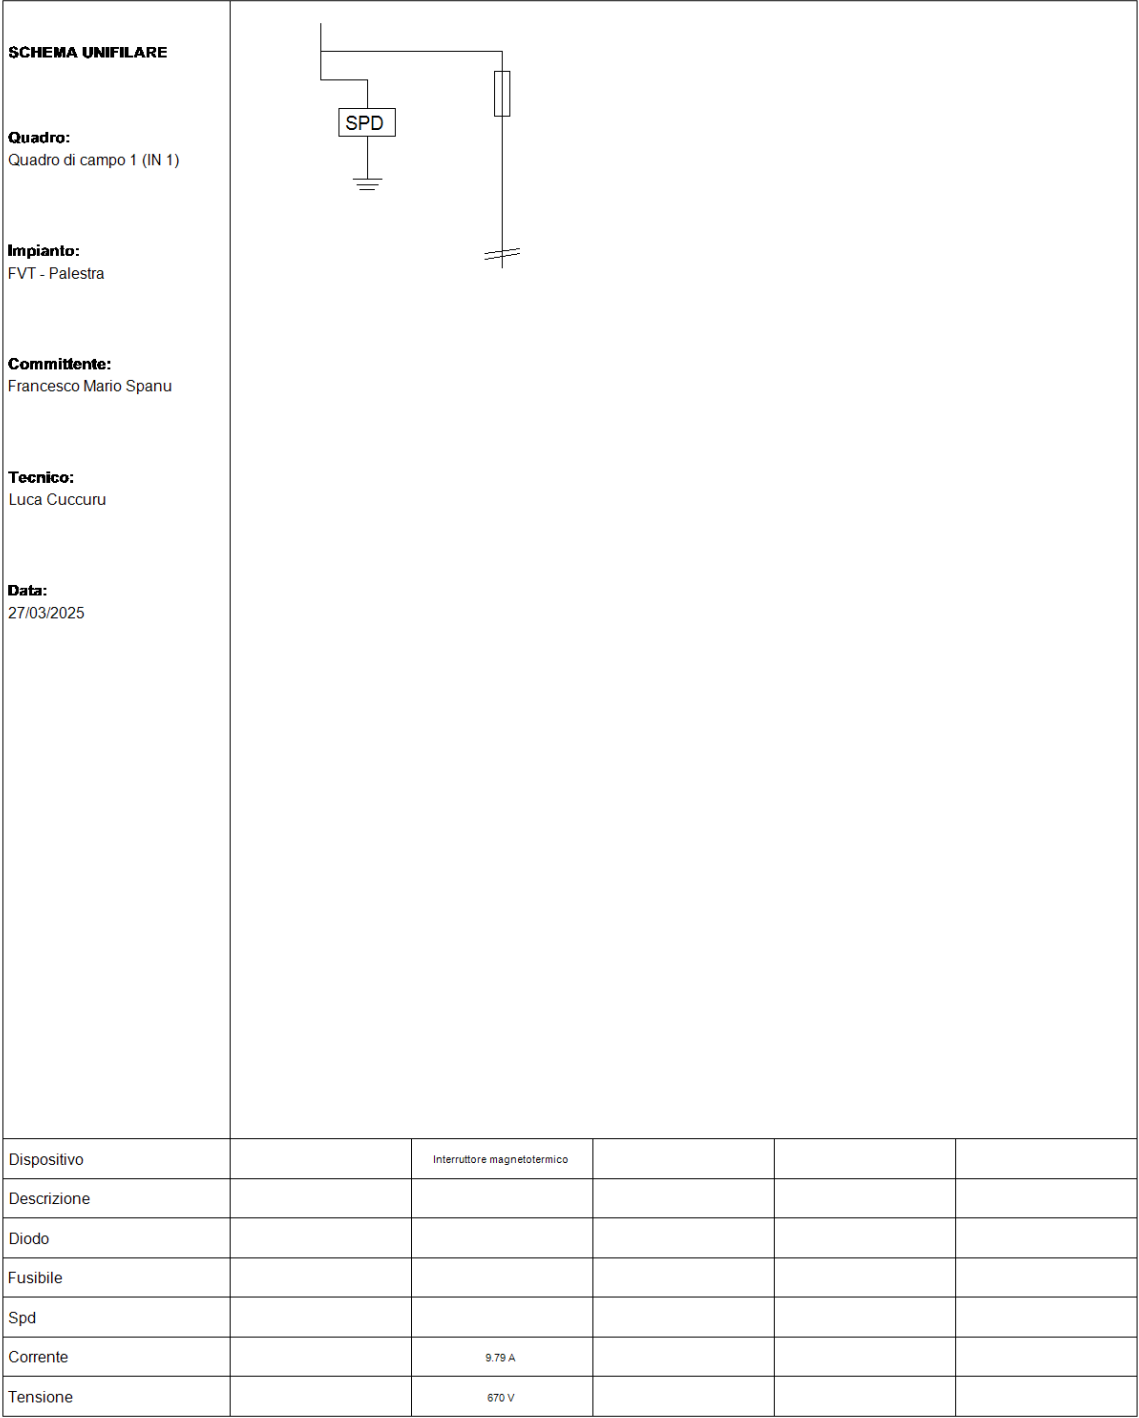 SCHEMA UNIFILARE
SPD
Quadro:
Quadro di campo 1 (IN 1)
Impianto:
FVT - Palestra
Committente:
Francesco Mario Spanu
Tecnico:
Luca Cuccuru
Data:
27/03/2025
Dispositivo Interruttore magnetotermico
Descrizione
Diodo
Fusibile
Spd
Corrente 9.79 A
Tensione 670 V